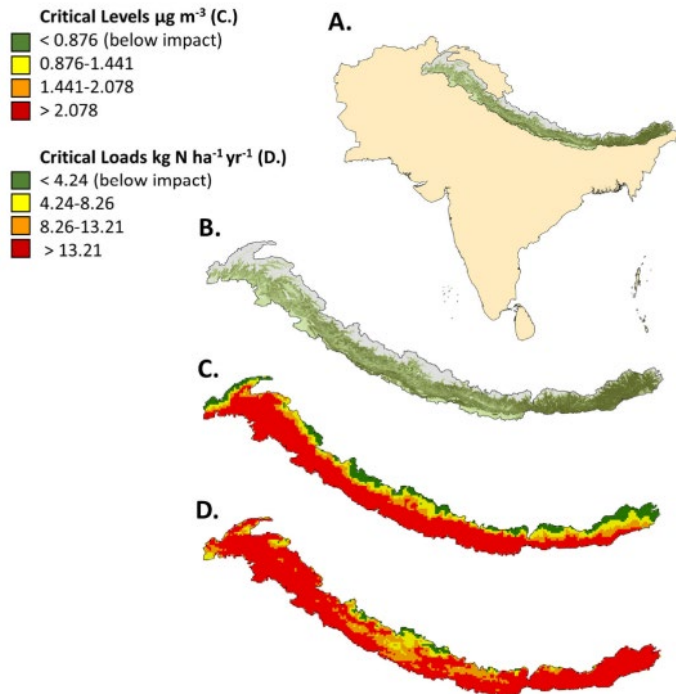 Critical Levels µg m⁻³ (C.)
< 0.876 (below impact)
0.876-1.441
1.441-2.078
> 2.078
Critical Loads kg N ha⁻¹ yr⁻¹ (D.)
< 4.24 (below impact)
4.24-8.26
8.26-13.21
> 13.21
A.
B.
C.
D.